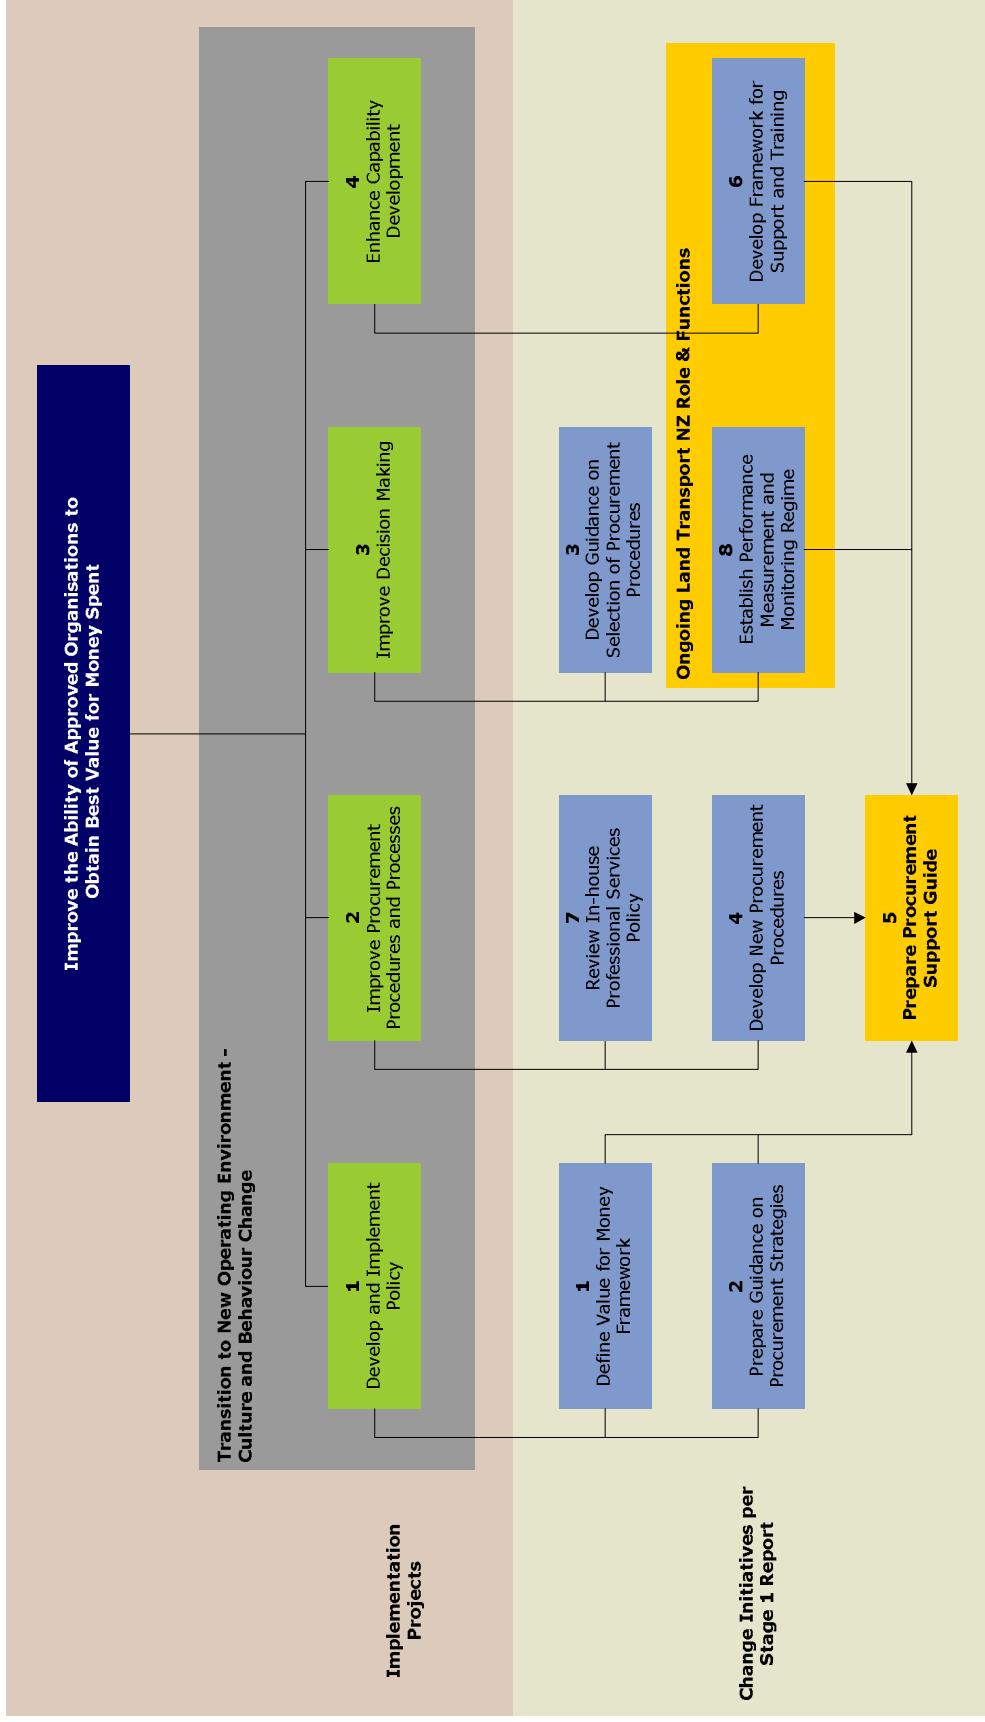 Improve the Ability of Approved Organisations to
Obtain Best Value for Money Spent
Transition to New Operating Environment -
Culture and Behaviour Change
Implementation
Projects
1
Develop and Implement
Policy
2
Improve Procurement
Procedures and Processes
3
Improve Decision Making
4
Enhance Capability
Development
Change Initiatives per
Stage 1 Report
1
Define Value for Money
Framework
7
Review In-house
Professional Services
Policy
3
Develop Guidance on
Selection of Procurement
Procedures
Ongoing Land Transport NZ Role & Functions
2
Prepare Guidance on
Procurement Strategies
4
Develop New Procurement
Procedures
8
Establish Performance
Measurement and
Monitoring Regime
6
Develop Framework for
Support and Training
5
Prepare Procurement
Support Guide